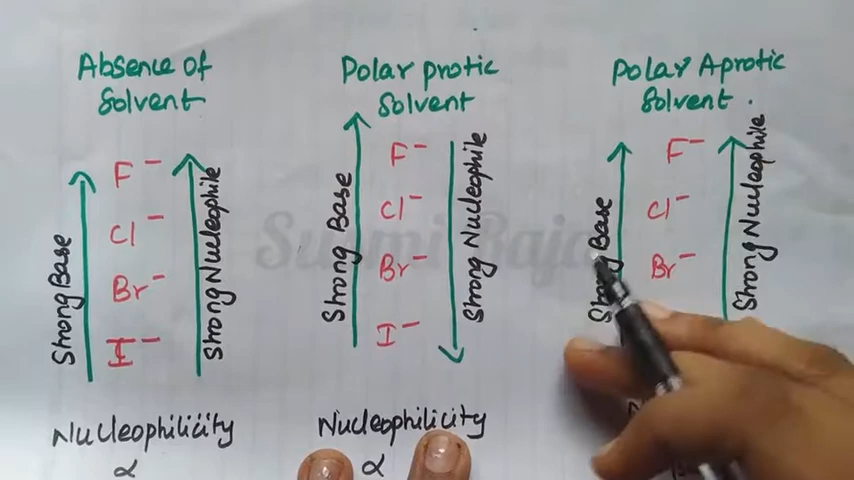 Absence of
Solvent
Strong Base
F⁻
Cl⁻
Br⁻
I⁻
Strong Nucleophile
Nucleophilicity
α
Polar protic
Solvent
Strong Base
F⁻
Cl⁻
Br⁻
I⁻
Strong Nucleophile
Nucleophilicity
α
Polar Aprotic
Solvent
Strong Base
F⁻
Cl⁻
Br⁻
Strong Nucleophile